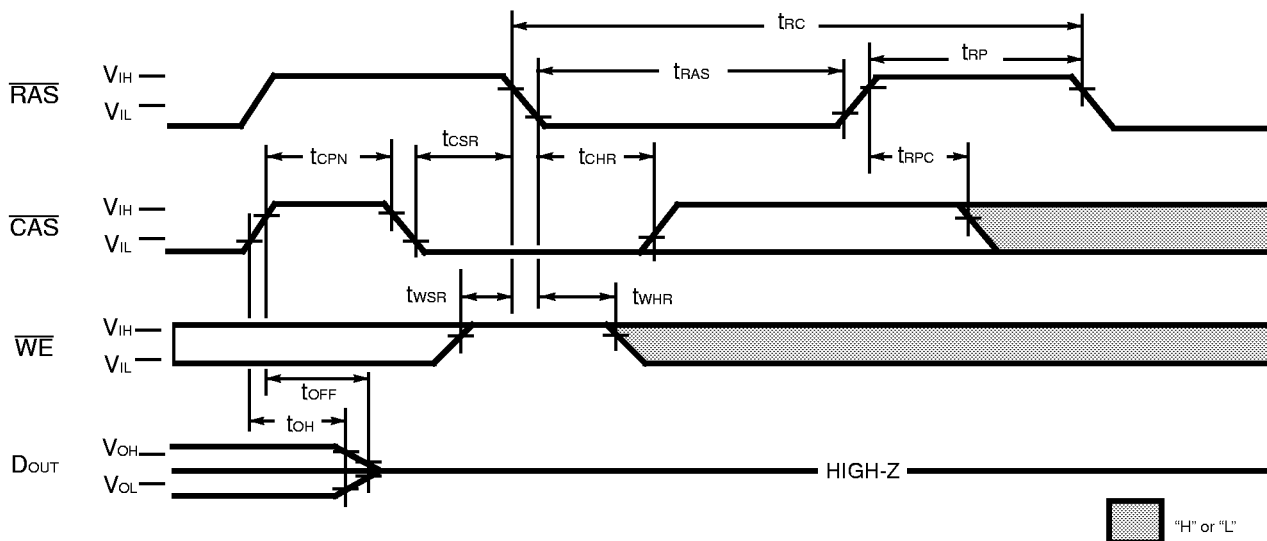 tRC
tRAS
tRP
RAS
VIH
VIL
tCPN
tCSR
tCHR
tRPC
CAS
VIH
VIL
tWSR
tWHR
WE
VIH
VIL
tOFF
tOH
DOUT
VOH
VOL
HIGH-Z
“H” or “L”